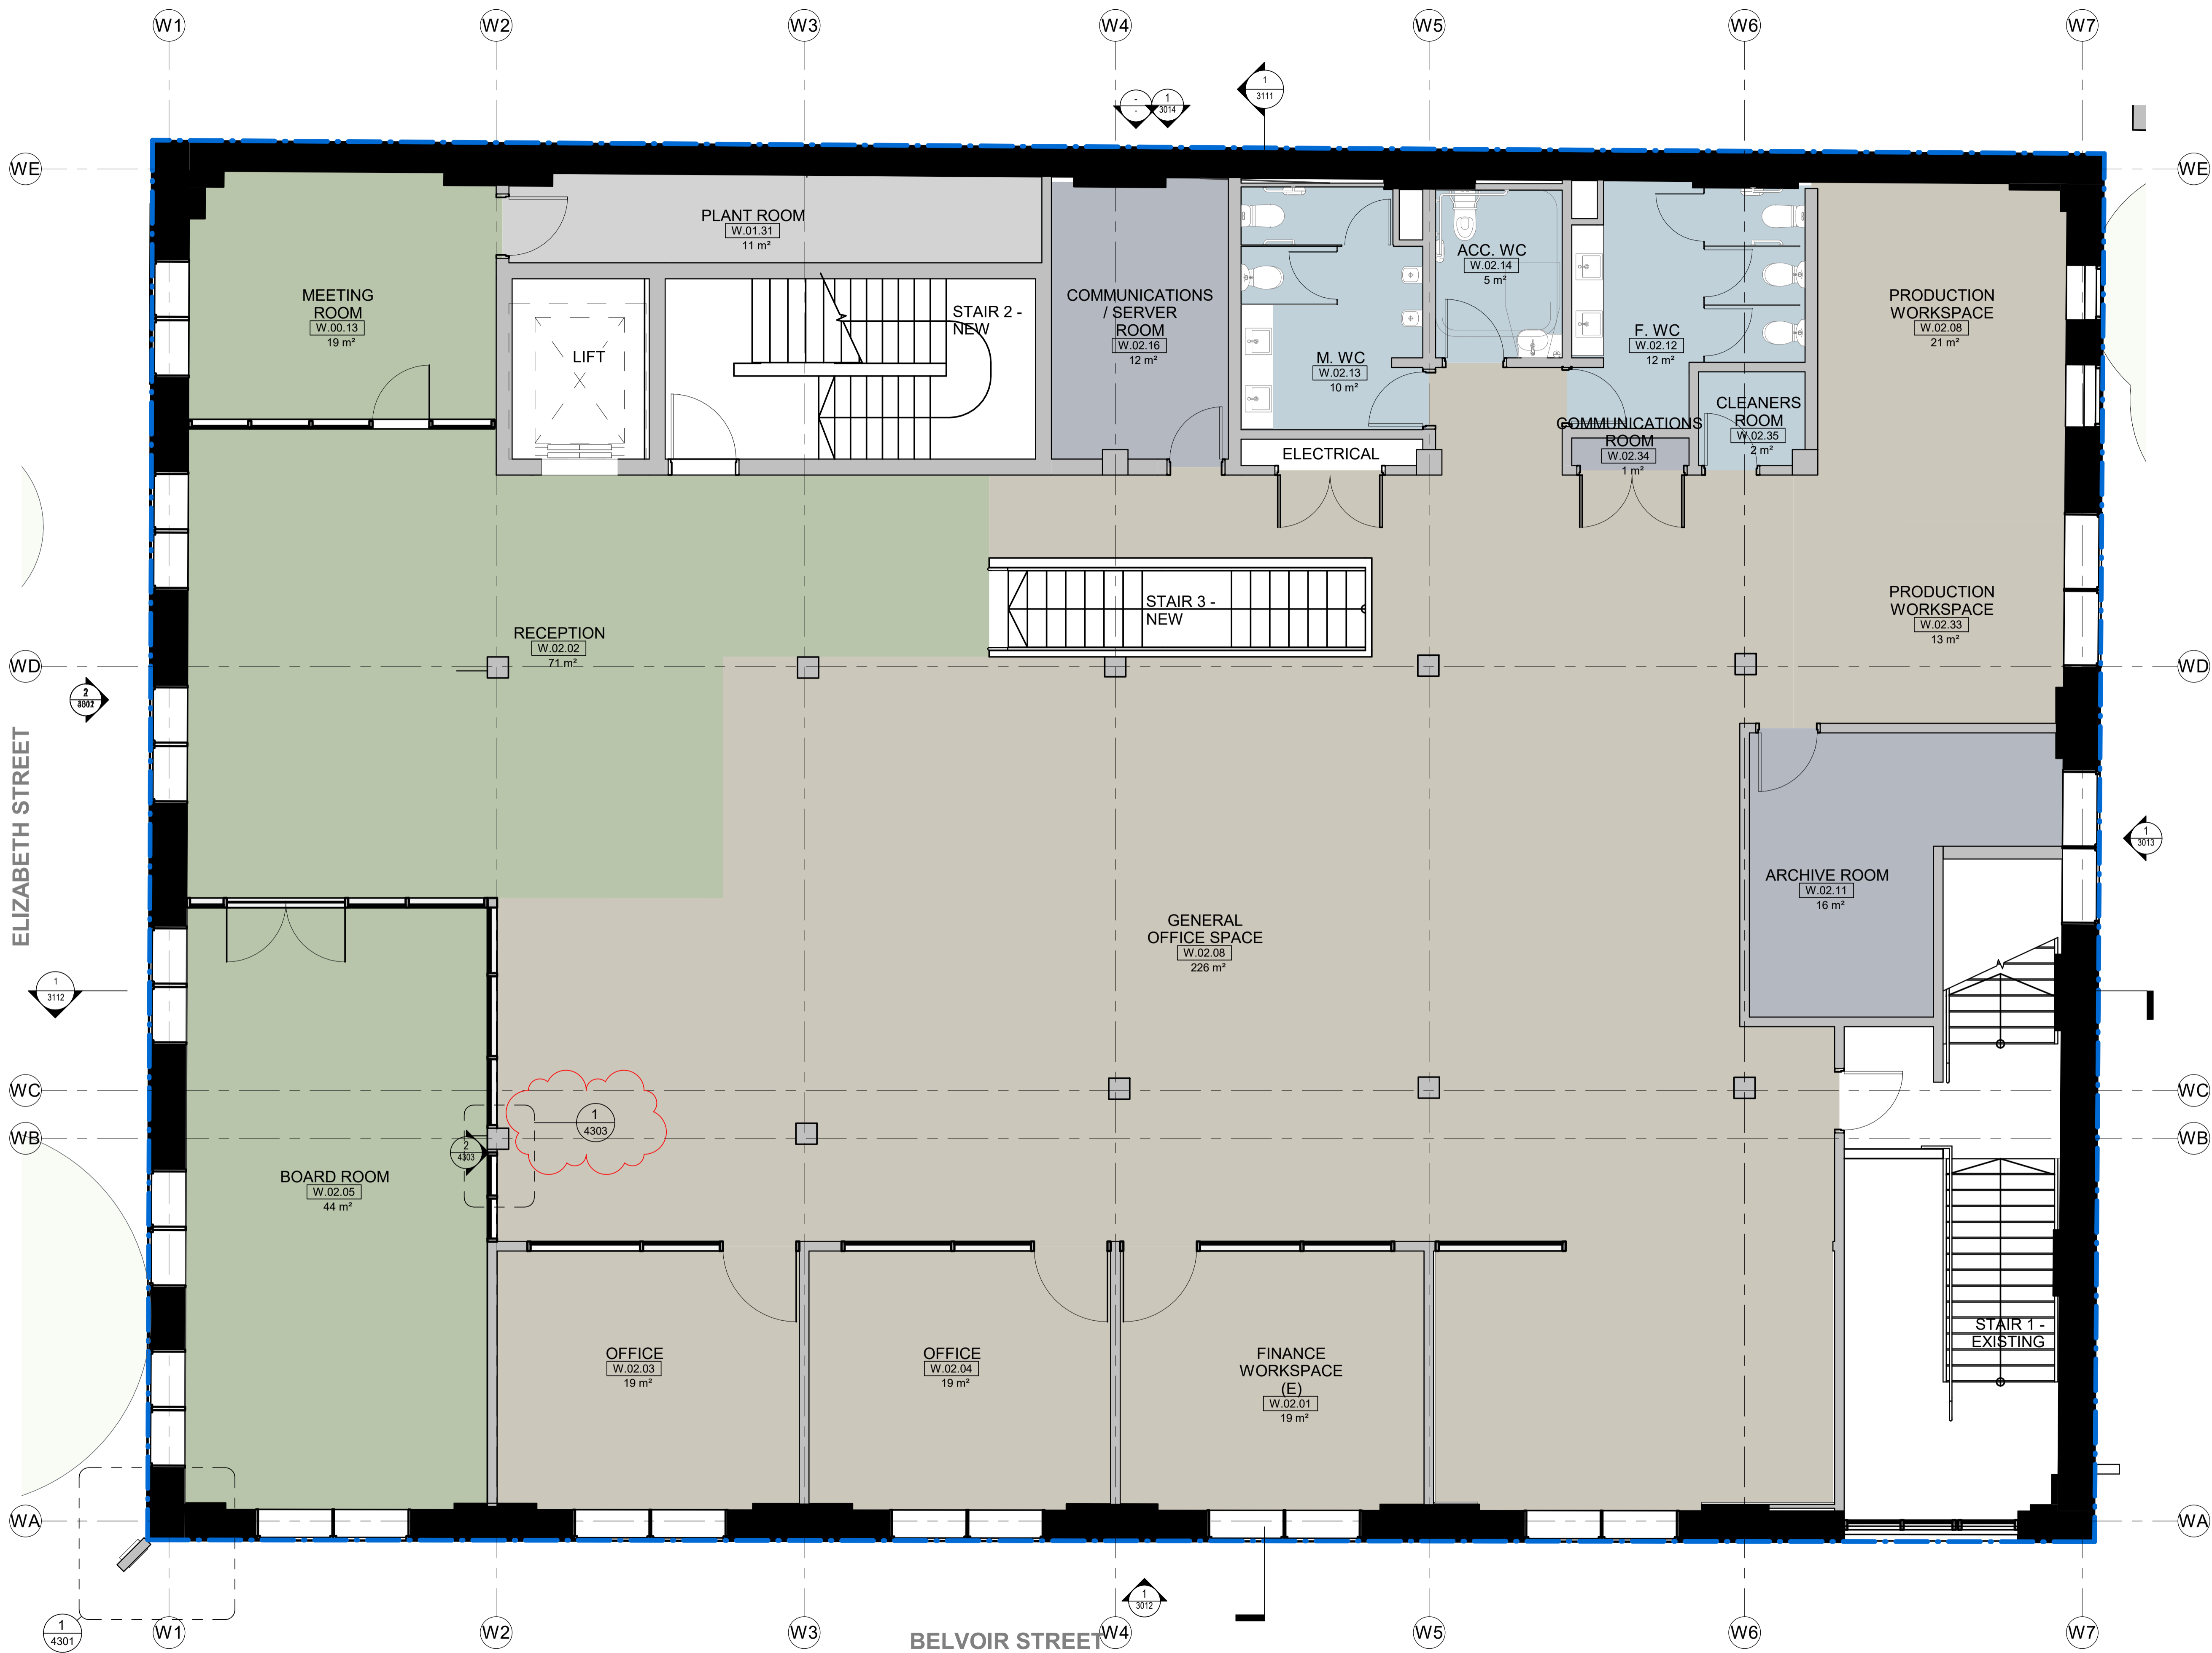 W1
W2
W3
W4
W5
W6
W7
1
3111
-
-
1
3014
WE
WE
PLANT ROOM
W.01.31
11 m²
MEETING
ROOM
W.00.13
19 m²
LIFT
STAIR 2 -
NEW
COMMUNICATIONS
/ SERVER
ROOM
W.02.16
12 m²
M. WC
W.02.13
10 m²
ACC. WC
W.02.14
5 m²
F. WC
W.02.12
12 m²
PRODUCTION
WORKSPACE
W.02.08
21 m²
CLEANERS
ROOM
W.02.35
2 m²
COMMUNICATIONS
ROOM
W.02.34
1 m²
ELECTRICAL
STAIR 3 -
NEW
PRODUCTION
WORKSPACE
W.02.33
13 m²
RECEPTION
W.02.02
71 m²
WD
WD
2
ELIZABETH STREET
1
3013
ARCHIVE ROOM
W.02.11
16 m²
GENERAL
OFFICE SPACE
W.02.08
226 m²
1
3112
WC
WC
WB
WB
1
4303
2
4303
BOARD ROOM
W.02.05
44 m²
OFFICE
W.02.03
19 m²
OFFICE
W.02.04
19 m²
FINANCE
WORKSPACE
(E)
W.02.01
19 m²
STAIR 1 -
EXISTING
WA
WA
1
3012
1
4301
W1
W2
W3
BELVOIR STREET
W4
W5
W6
W7